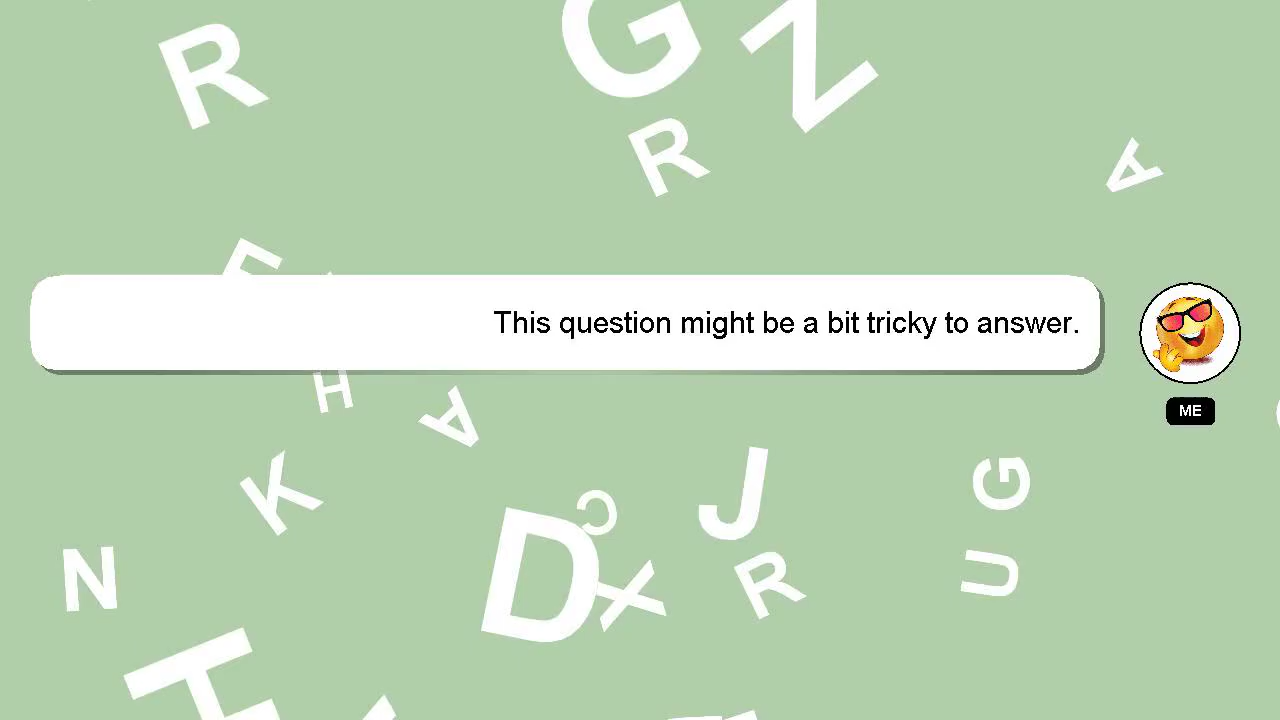 R
G
Z
R
A
This question might be a bit tricky to answer.
ME
H
A
K
J
G
D
C
N
X
R
U